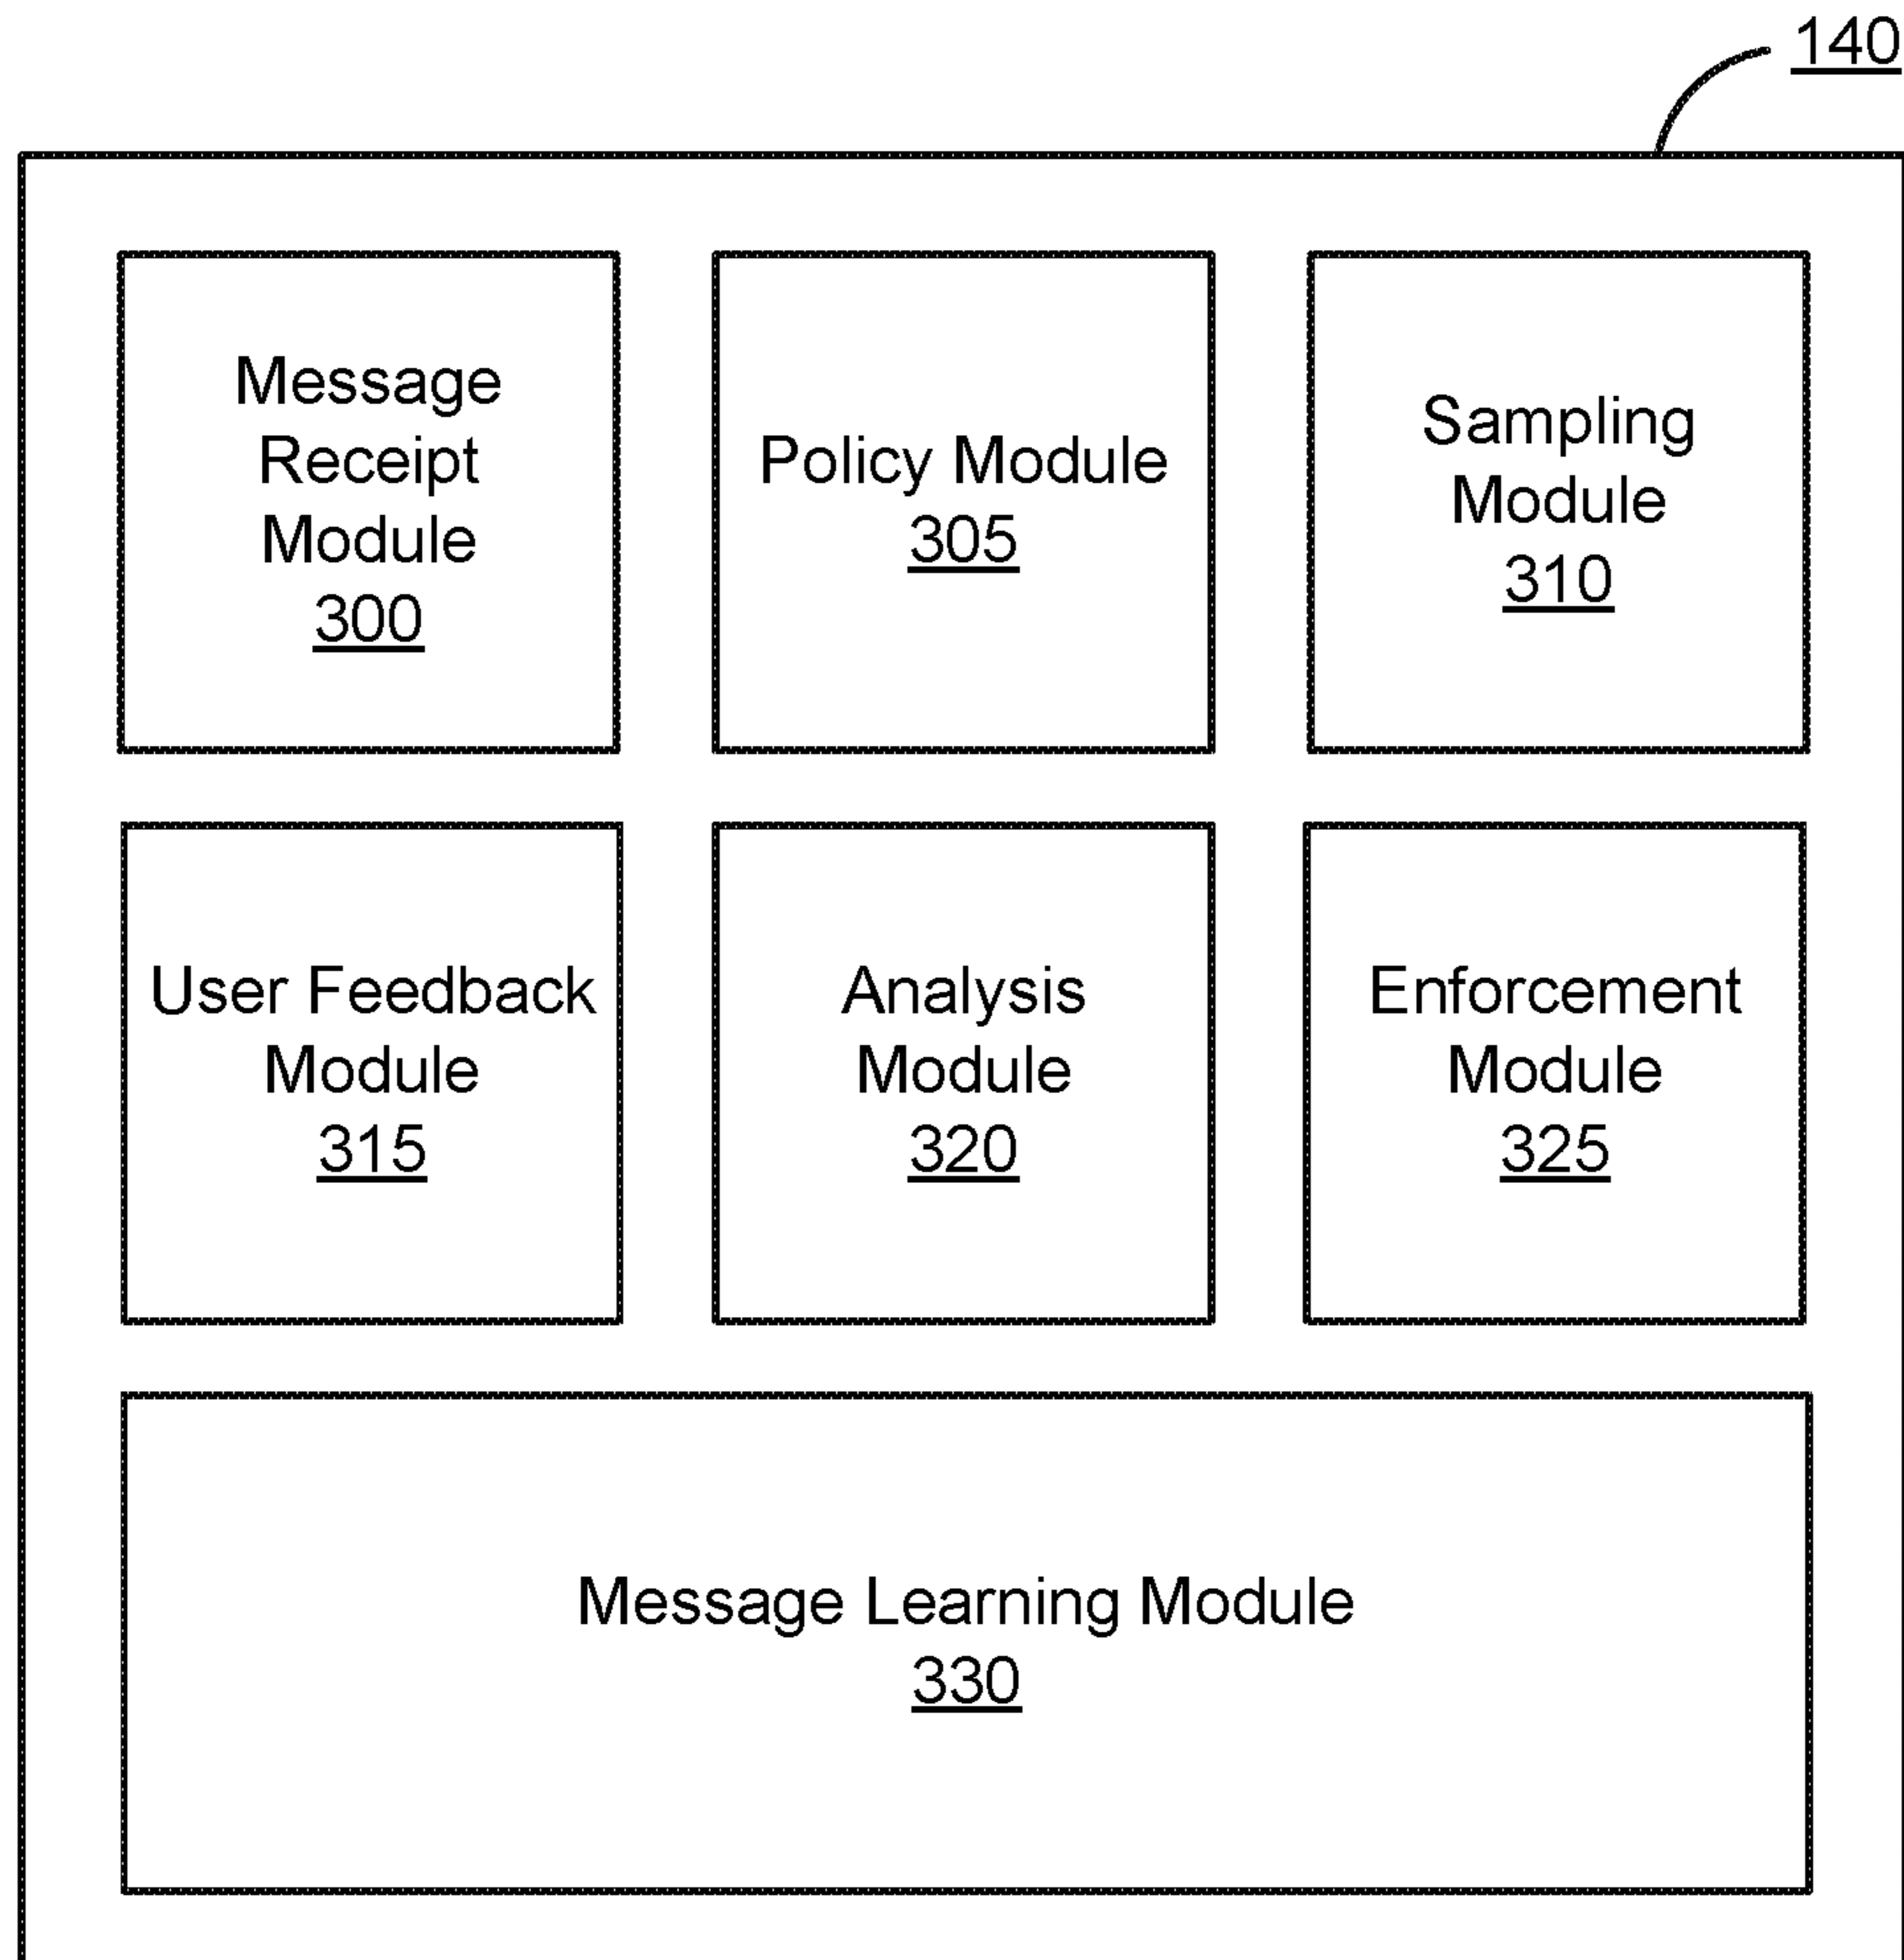 140
Message
Receipt
Module
300
Policy Module
305
Sampling
Module
310
User Feedback
Module
315
Analysis
Module
320
Enforcement
Module
325
Message Learning Module
330